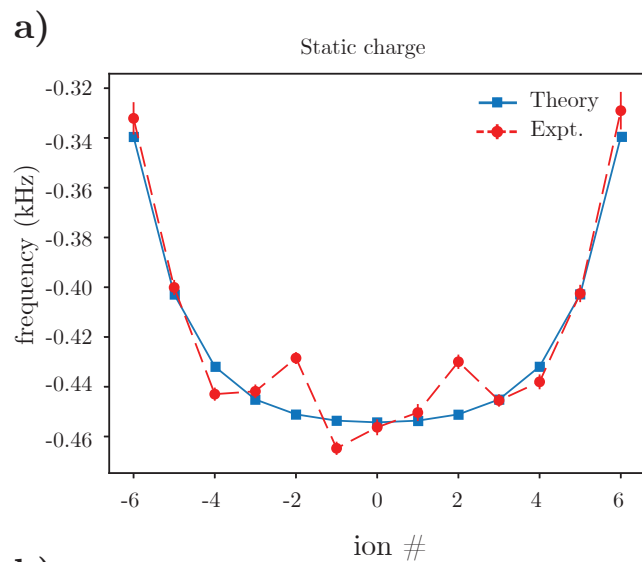 a)
Static charge
Theory
Expt.
frequency (kHz)
-0.32
-0.34
-0.36
-0.38
-0.40
-0.42
-0.44
-0.46
-6
-4
-2
0
2
4
6
ion #